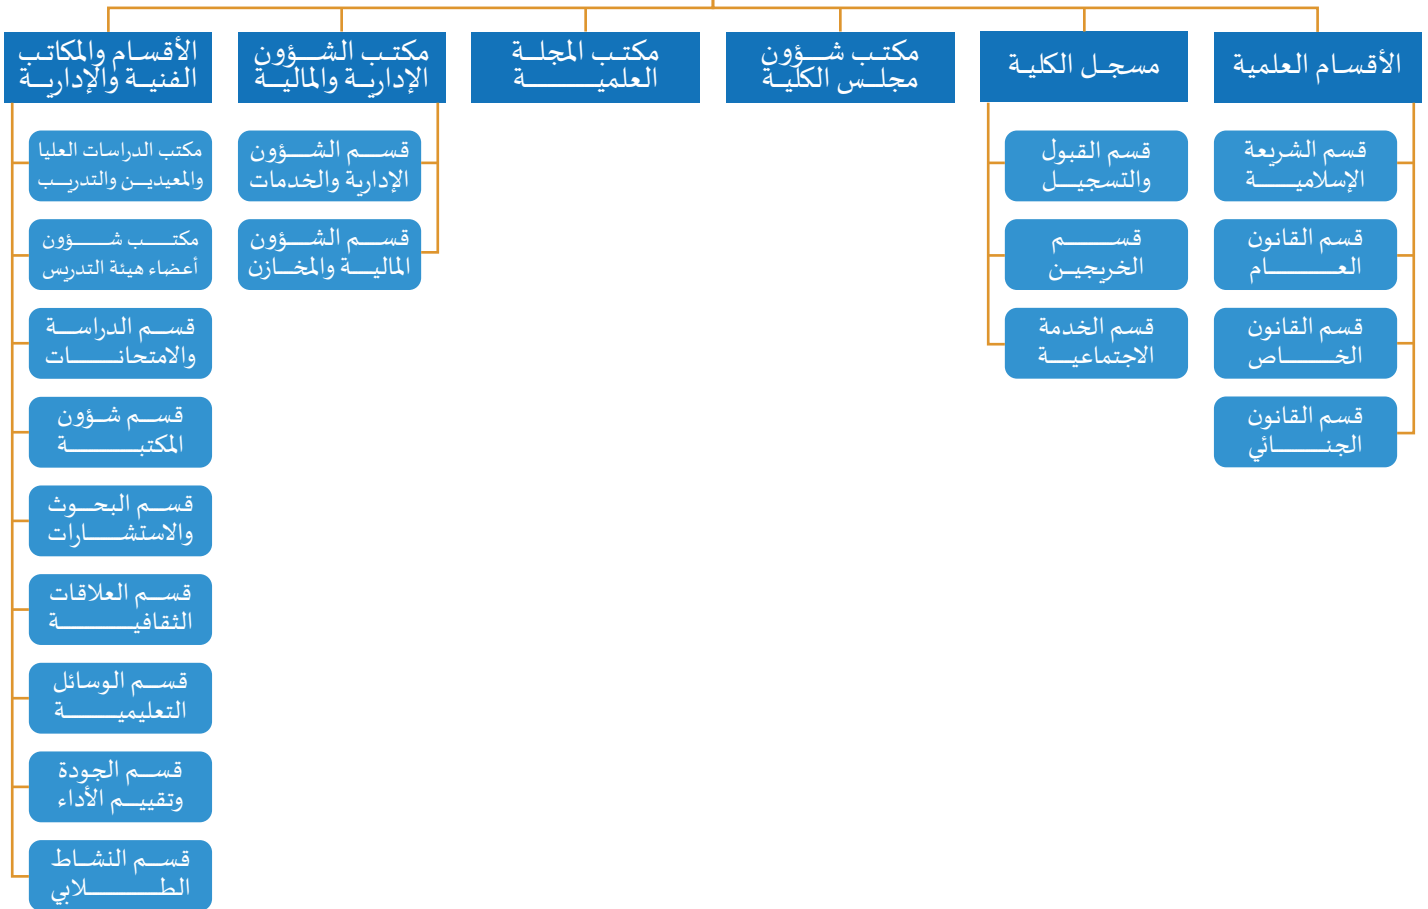 الأقسام العلمية
مسجل الكلية
مكتب شؤون
مجلس الكلية
مكتب المجلة
العلمية
مكتب الشؤون
الإدارية والمالية
الأقسام والمكاتب
الفنية والإدارية
قسم الشريعة
الإسلامية
قسم القانون
العام
قسم القانون
الخاص
قسم القانون
الجنائي
قسم القبول
والتسجيل
قسم
الخريجين
قسم الخدمة
الاجتماعية
قسم الشؤون
الإدارية والخدمات
قسم الشؤون
المالية والمخازن
مكتب الدراسات العليا
والمعيدين والتدريب
مكتب شؤون
أعضاء هيئة التدريس
قسم الدراسة
والامتحانات
قسم شؤون
المكتبة
قسم البحوث
والاستشارات
قسم العلاقات
الثقافية
قسم الوسائل
التعليمية
قسم الجودة
وتقييم الأداء
قسم النشاط
الطلابي